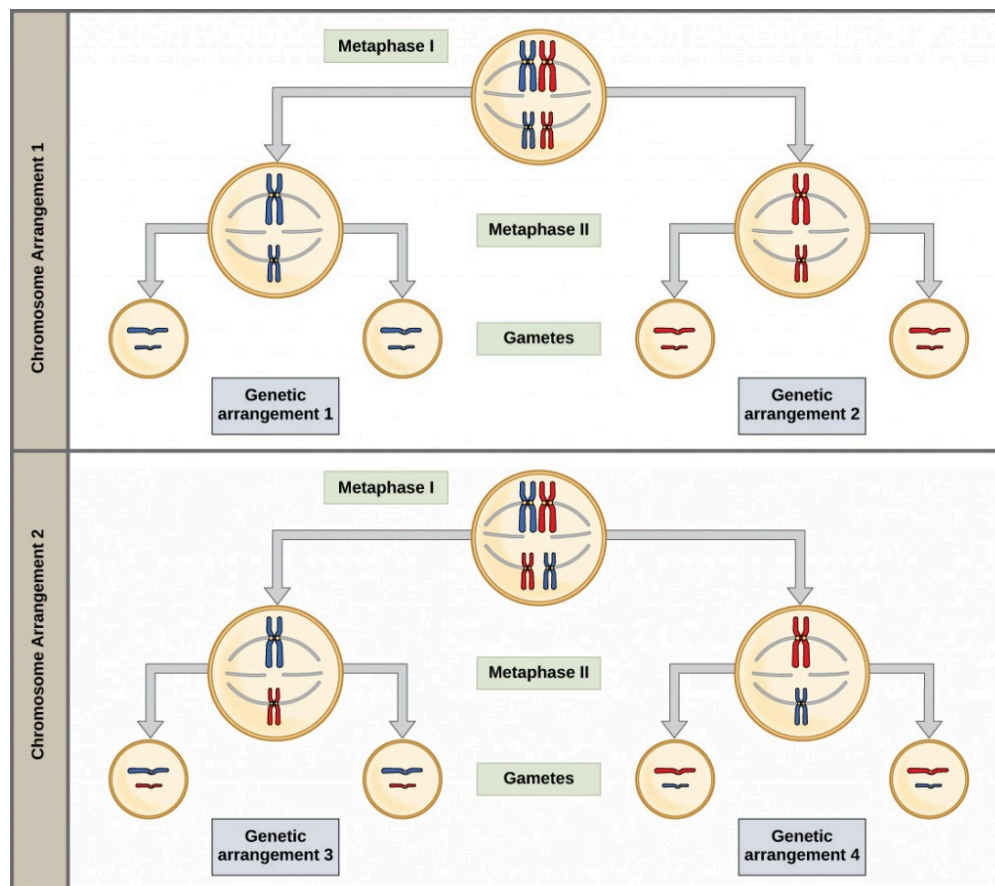 Chromosome Arrangement 1
Metaphase I
Metaphase II
Gametes
Genetic
arrangement 1
Genetic
arrangement 2
Chromosome Arrangement 2
Metaphase I
Metaphase II
Gametes
Genetic
arrangement 3
Genetic
arrangement 4